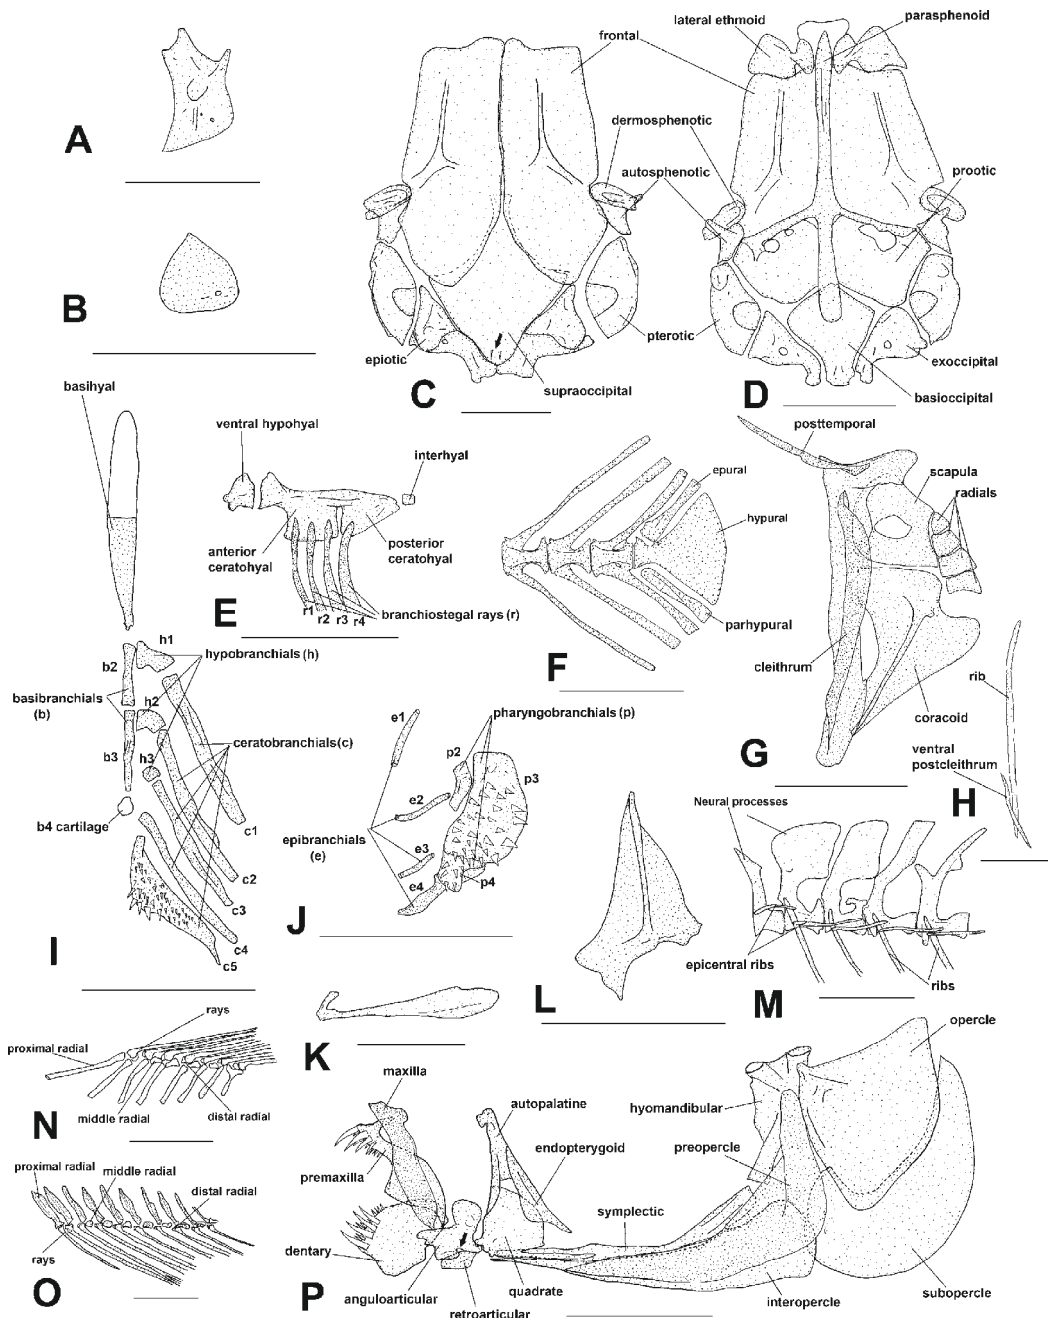 A
B
C
frontal
dermosphenotic
autosphenotic
epiotic
pterotic
supraoccipital
D
lateral ethmoid
parasphenoid
prootic
exoccipital
basioccipital
E
ventral hypohyal
interhyal
anterior
ceratohyal
posterior
ceratohyal
r1
r2
r3
r4
branchiostegal rays (r)
F
epural
hypural
parhypural
G
posttemporal
scapula
radials
cleithrum
coracoid
H
rib
ventral
postcleithrum
I
basihyal
b2
h1
hypobranchials (h)
basibranchials
(b)
h2
b3
h3
ceratobranchials(c)
b4 cartilage
c1
c2
c3
c4
c5
J
e1
pharyngobranchials (p)
p2
p3
e2
epibranchials
(e)
e3
e4
p4
K
L
M
Neural processes
epicentral ribs
ribs
N
rays
proximal radial
middle radial
distal radial
O
proximal radial
middle radial
distal radial
rays
P
maxilla
premaxilla
autopalatine
endopterygoid
hyomandibular
opercle
preopercle
symplectic
dentary
anguloarticular
retroarticular
quadrate
interopercle
subopercle